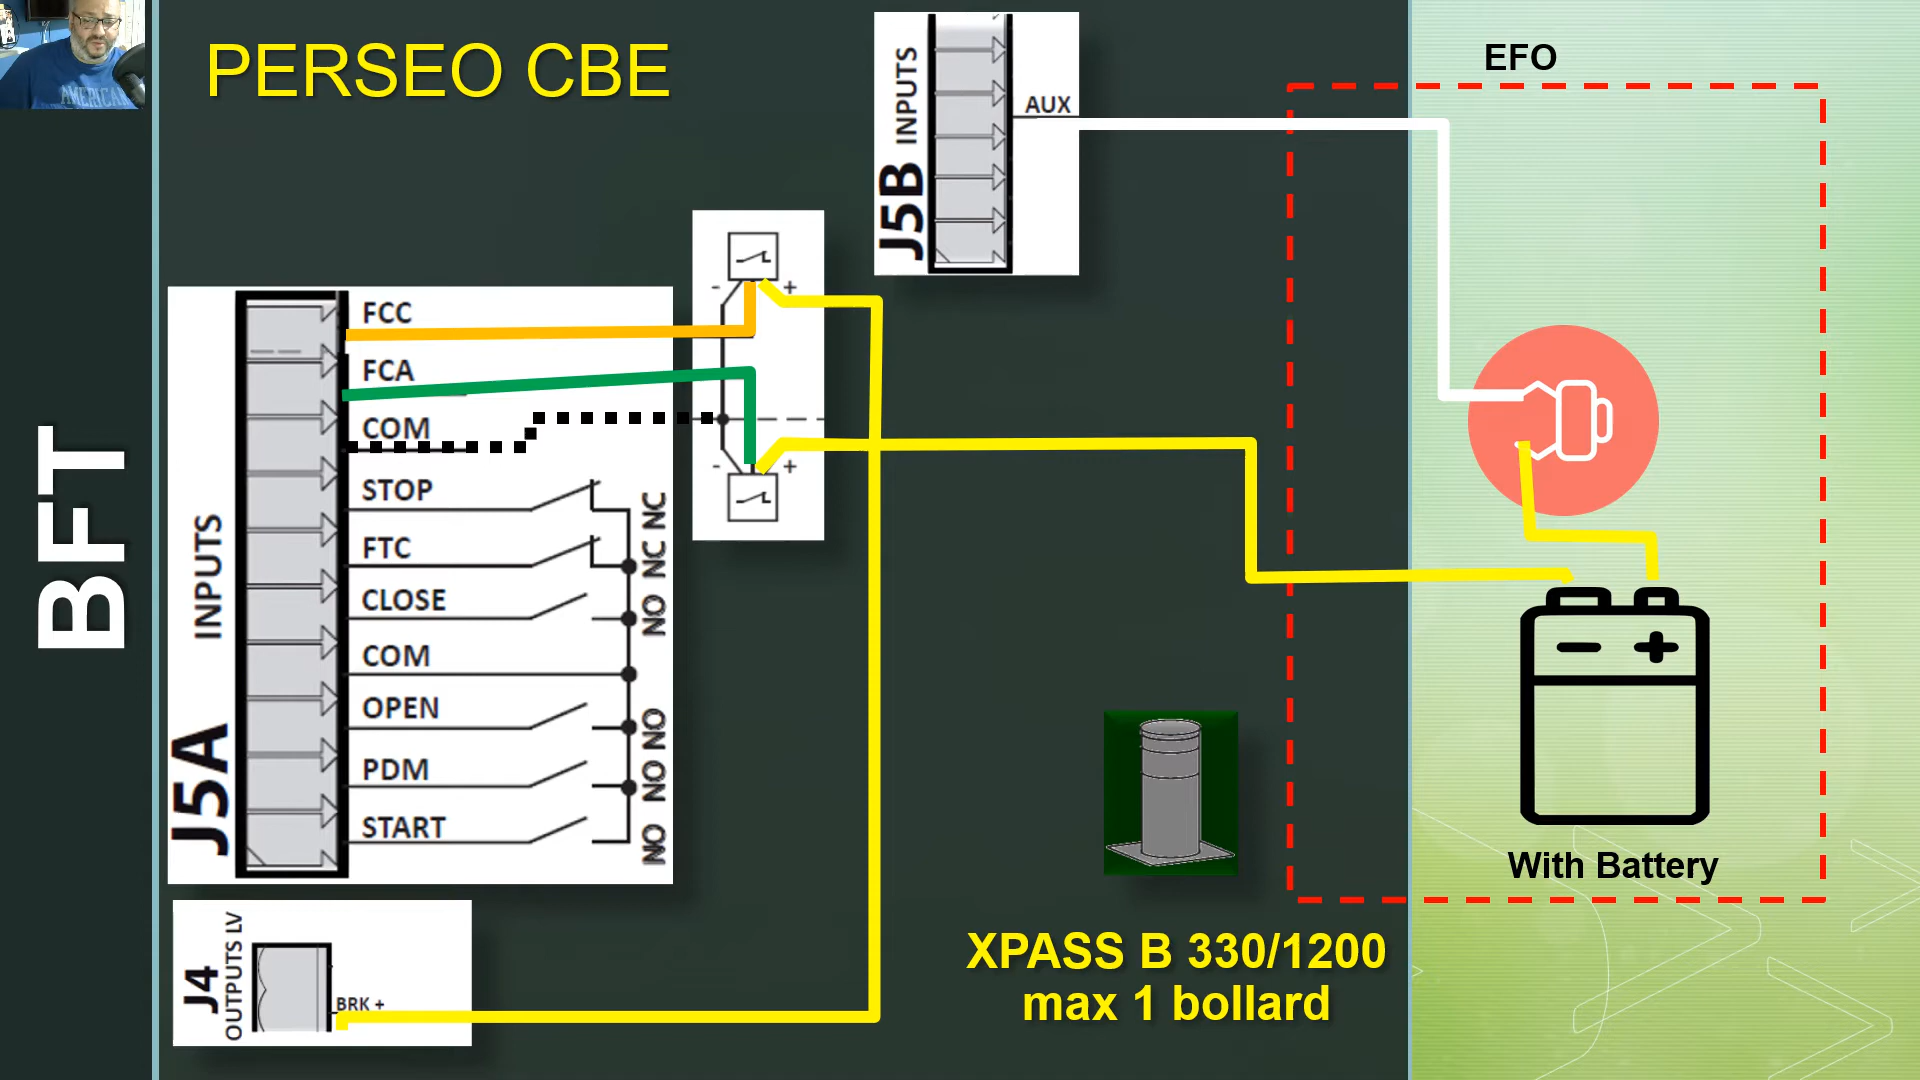 AMERICAN
PERSEO CBE
BFT
INPUTS
J5B
AUX
EFO
- +
- +
INPUTS
J5A
FCC
FCA
COM
STOP
FTC
CLOSE
COM
OPEN
PDM
START
NC
NC
NO
NO
NO
NO
J4
OUTPUTS LV
BRK +
XPASS B 330/1200
max 1 bollard
- +
With Battery